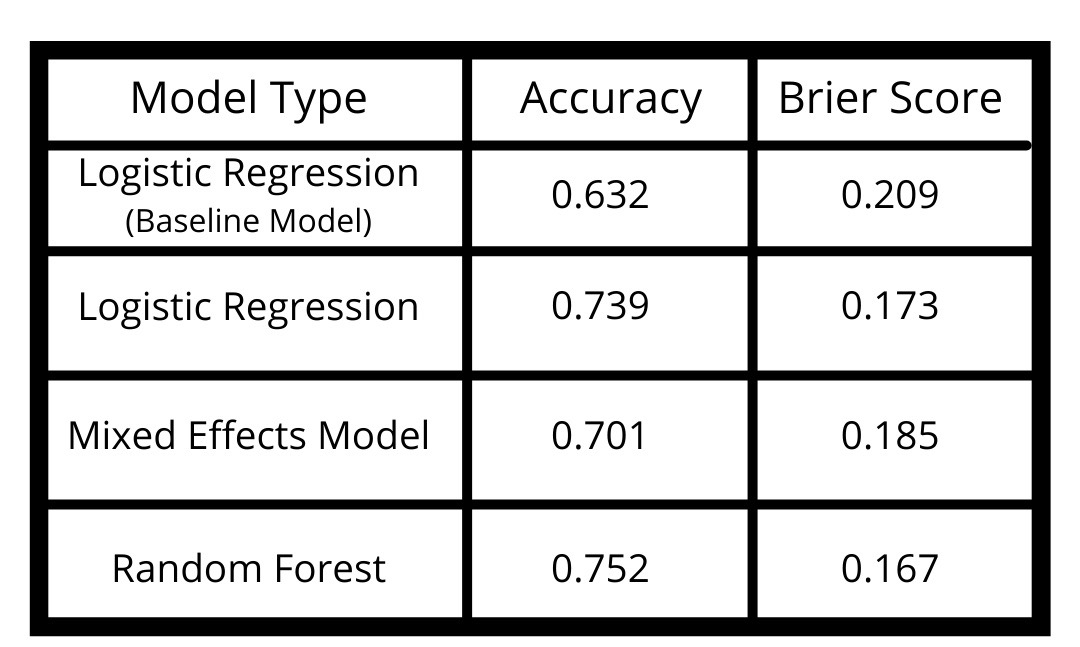 Model Type Accuracy Brier Score
Logistic Regression
(Baseline Model) 0.632 0.209
Logistic Regression 0.739 0.173
Mixed Effects Model 0.701 0.185
Random Forest 0.752 0.167